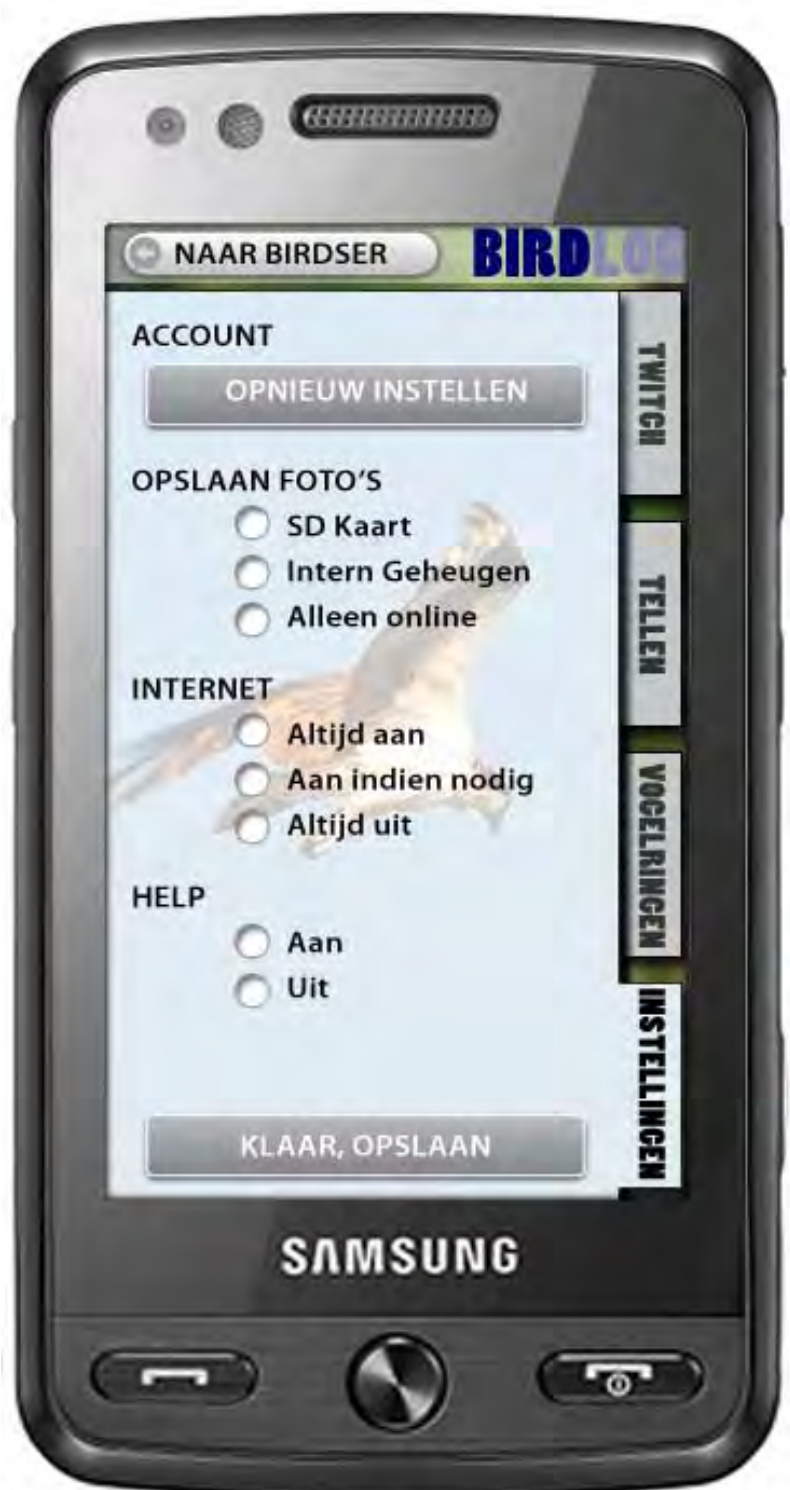 NAAR BIRDSER
BIRDLOG
ACCOUNT
OPNIEUW INSTELLEN
OPSLAAN FOTO'S
SD Kaart
Intern Geheugen
Alleen online
INTERNET
Altijd aan
Aan indien nodig
Altijd uit
HELP
Aan
Uit
KLAAR, OPSLAAN
TWITCH
TELLEN
VOGELRINGEN
INSTELLINGEN
SAMSUNG